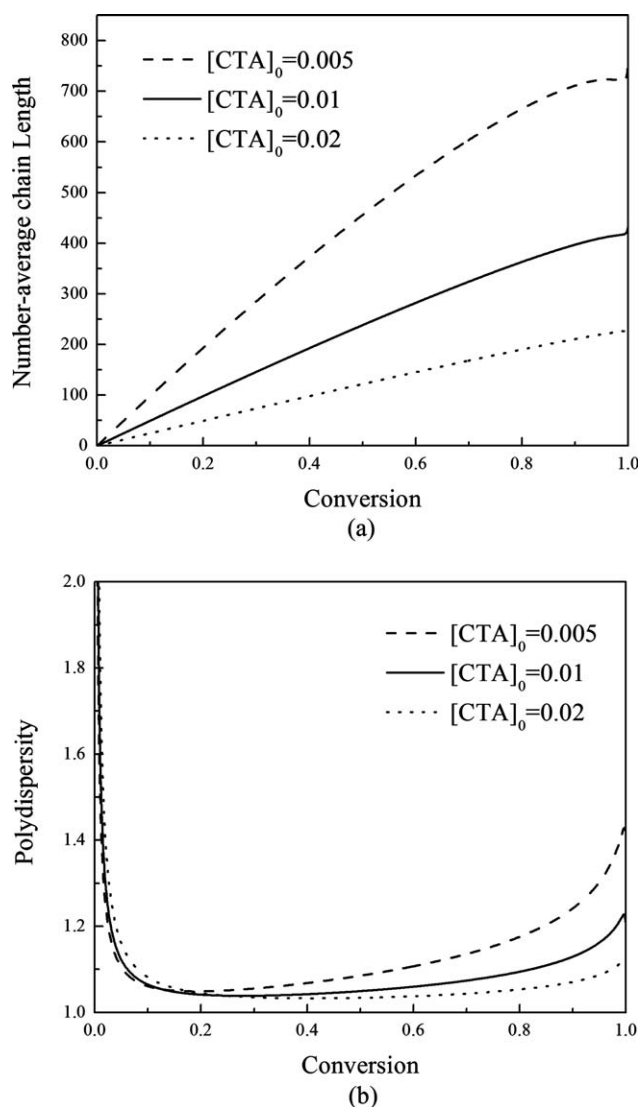 800
700
600
500
400
300
200
100
0
Number-average chain Length
[CTA]₀=0.005
[CTA]₀=0.01
[CTA]₀=0.02
0.0 0.2 0.4 0.6 0.8 1.0
Conversion
(a)
2.0
1.8
1.6
1.4
1.2
1.0
Polydispersity
[CTA]₀=0.005
[CTA]₀=0.01
[CTA]₀=0.02
0.0 0.2 0.4 0.6 0.8 1.0
Conversion
(b)